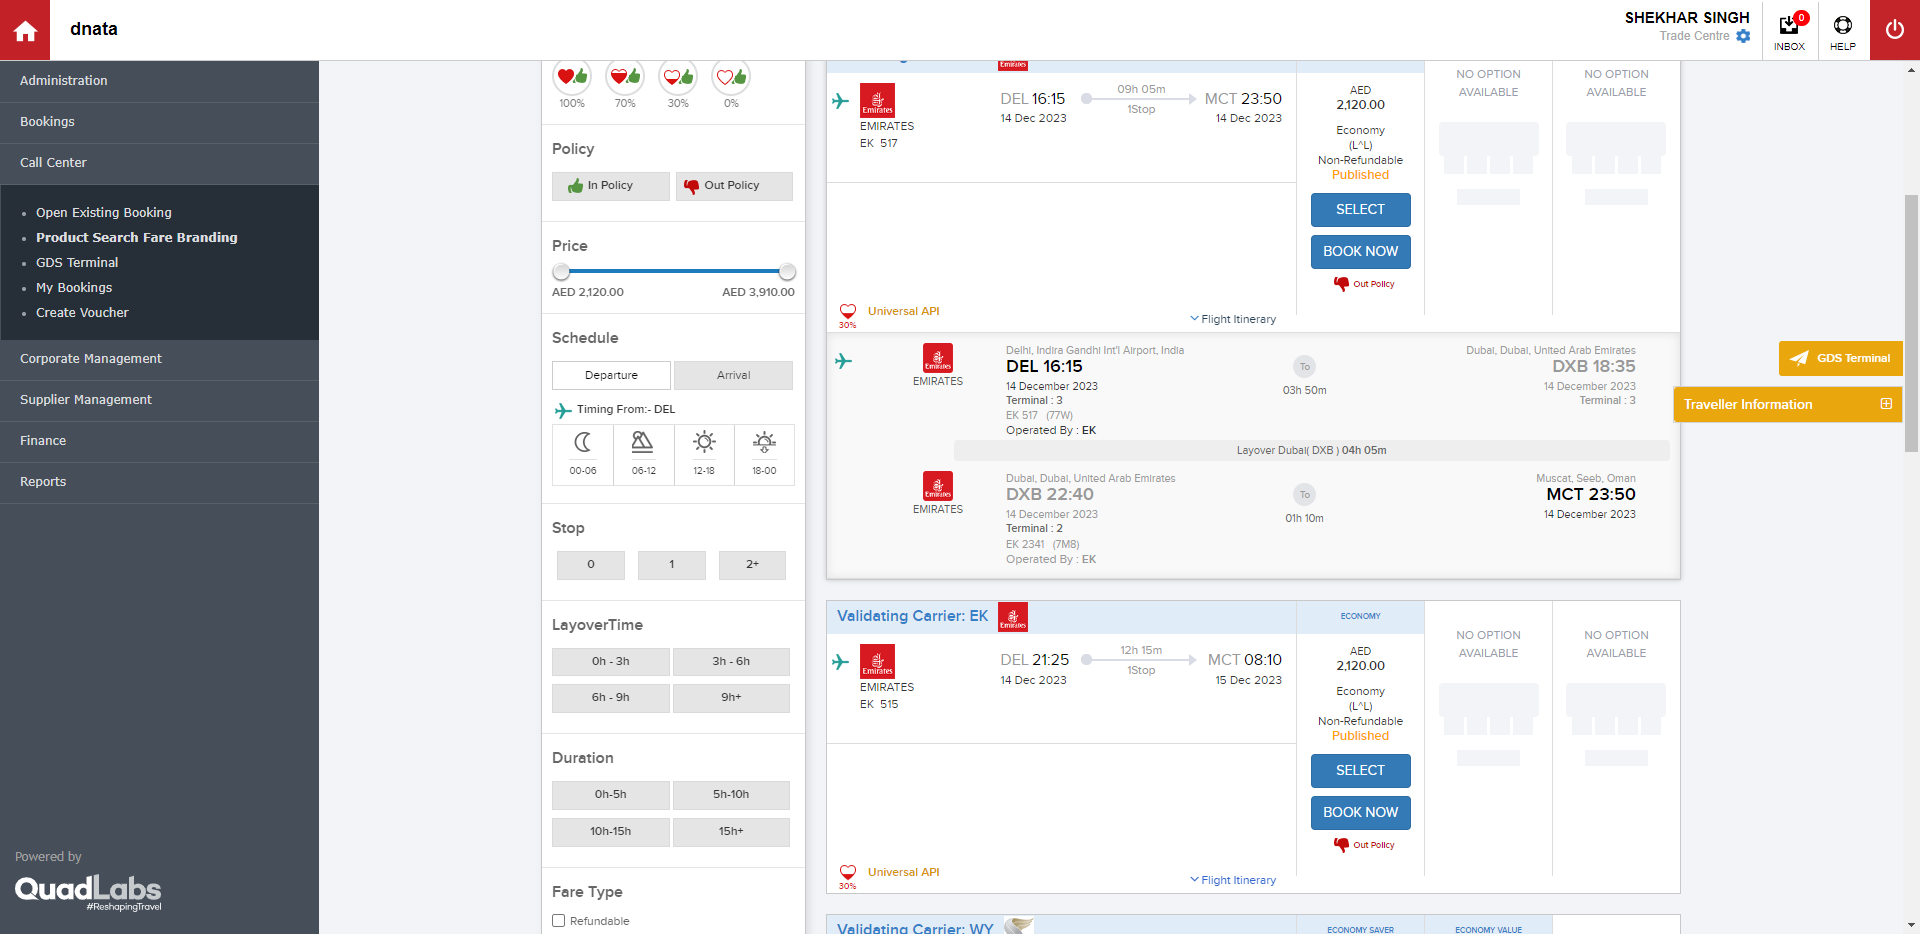 dnata
SHEKHAR SINGH
Trade Centre
0
INBOX
HELP
Administration
Bookings
Call Center
Open Existing Booking
Product Search Fare Branding
GDS Terminal
My Bookings
Create Voucher
Corporate Management
Supplier Management
Finance
Reports
Powered by
QuadLabs
#ReshapingTravel
100%
70%
30%
0%
Policy
In Policy
Out Policy
Price
AED 2,120.00
AED 3,910.00
Schedule
Departure
Arrival
Timing From:- DEL
00-06
06-12
12-18
18-00
Stop
0
1
2+
LayoverTime
0h - 3h
3h - 6h
6h - 9h
9h+
Duration
0h-5h
5h-10h
10h-15h
15h+
Fare Type
Refundable
Emirates
Emirates
EMIRATES
EK 517
DEL 16:15
14 Dec 2023
09h 05m
1Stop
MCT 23:50
14 Dec 2023
AED
2,120.00
Economy
(L^L)
Non-Refundable
Published
SELECT
BOOK NOW
Out Policy
NO OPTION
AVAILABLE
NO OPTION
AVAILABLE
30%
Universal API
Flight Itinerary
Emirates
EMIRATES
Delhi, Indira Gandhi Int'l Airport, India
DEL 16:15
14 December 2023
Terminal : 3
EK 517 (77W)
Operated By : EK
To
03h 50m
Dubai, Dubai, United Arab Emirates
DXB 18:35
14 December 2023
Terminal : 3
Layover Dubai( DXB ) 04h 05m
Emirates
EMIRATES
Dubai, Dubai, United Arab Emirates
DXB 22:40
14 December 2023
Terminal : 2
EK 2341 (7M8)
Operated By : EK
To
01h 10m
Muscat, Seeb, Oman
MCT 23:50
14 December 2023
GDS Terminal
Traveller Information
Validating Carrier: EK
Emirates
ECONOMY
Emirates
EMIRATES
EK 515
DEL 21:25
14 Dec 2023
12h 15m
1Stop
MCT 08:10
15 Dec 2023
AED
2,120.00
Economy
(L^L)
Non-Refundable
Published
SELECT
BOOK NOW
Out Policy
NO OPTION
AVAILABLE
NO OPTION
AVAILABLE
30%
Universal API
Flight Itinerary
Validating Carrier: WY
ECONOMY SAVER
ECONOMY VALUE